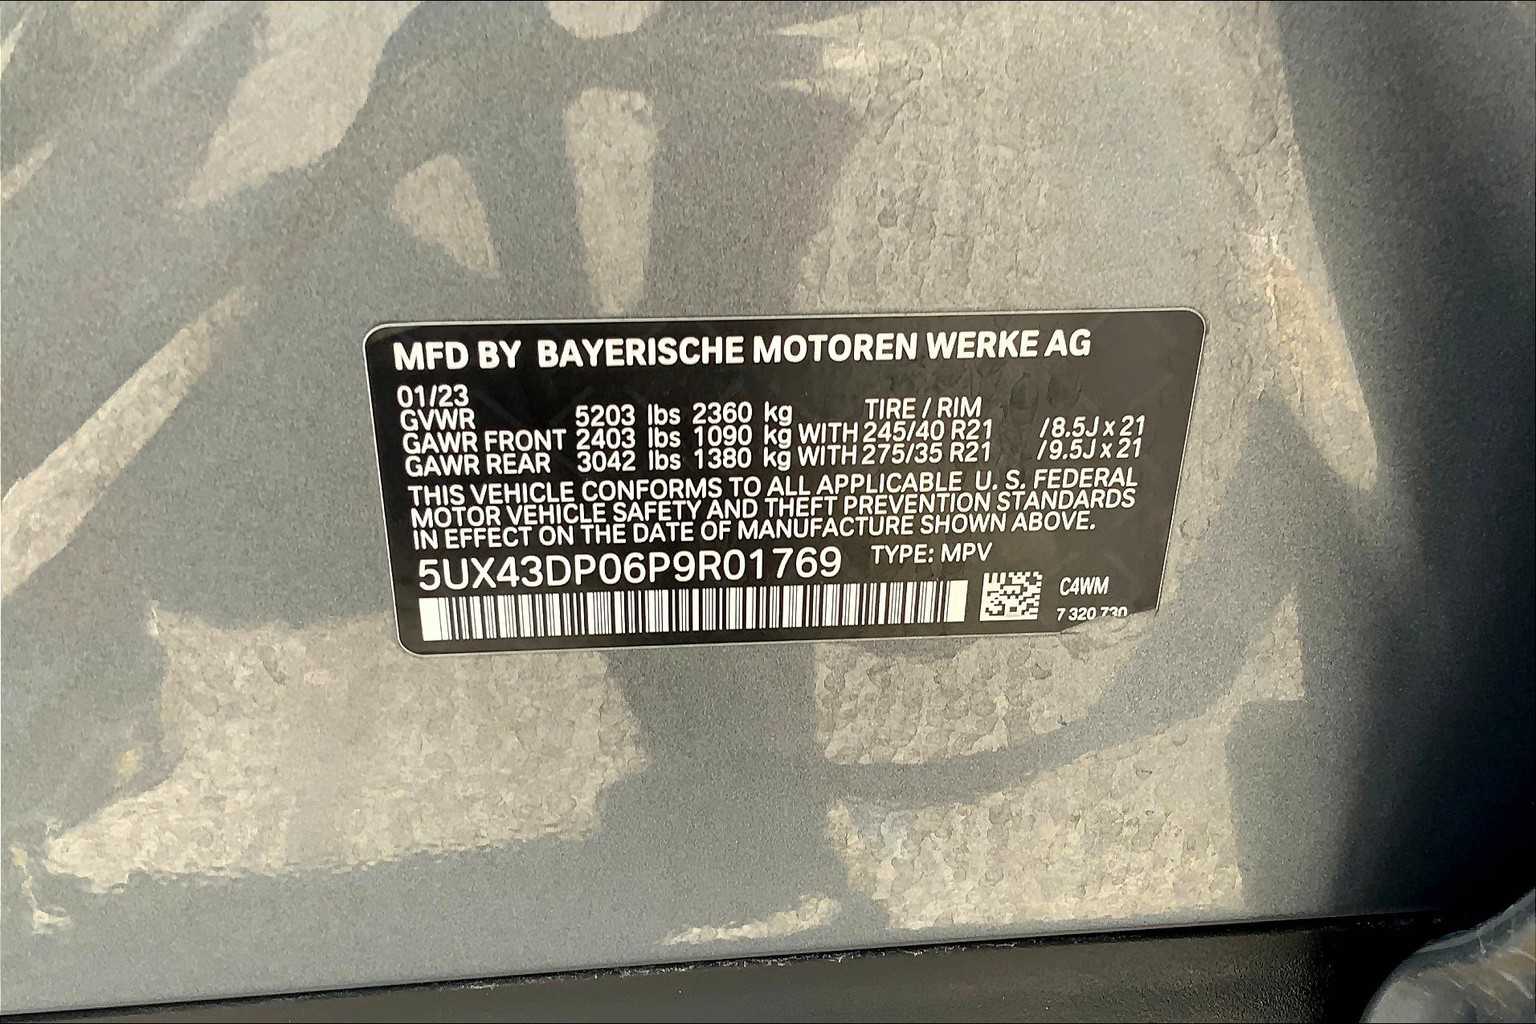 MFD BY BAYERISCHE MOTOREN WERKE AG
01/23
GVWR 5203 lbs 2360 kg TIRE / RIM
GAWR FRONT 2403 lbs 1090 kg WITH 245/40 R21 /8.5J x 21
GAWR REAR 3042 lbs 1380 kg WITH 275/35 R21 /9.5J x 21
THIS VEHICLE CONFORMS TO ALL APPLICABLE U. S. FEDERAL
MOTOR VEHICLE SAFETY AND THEFT PREVENTION STANDARDS
IN EFFECT ON THE DATE OF MANUFACTURE SHOWN ABOVE.
5UX43DP06P9R01769 TYPE: MPV
C4WM
7 320 730